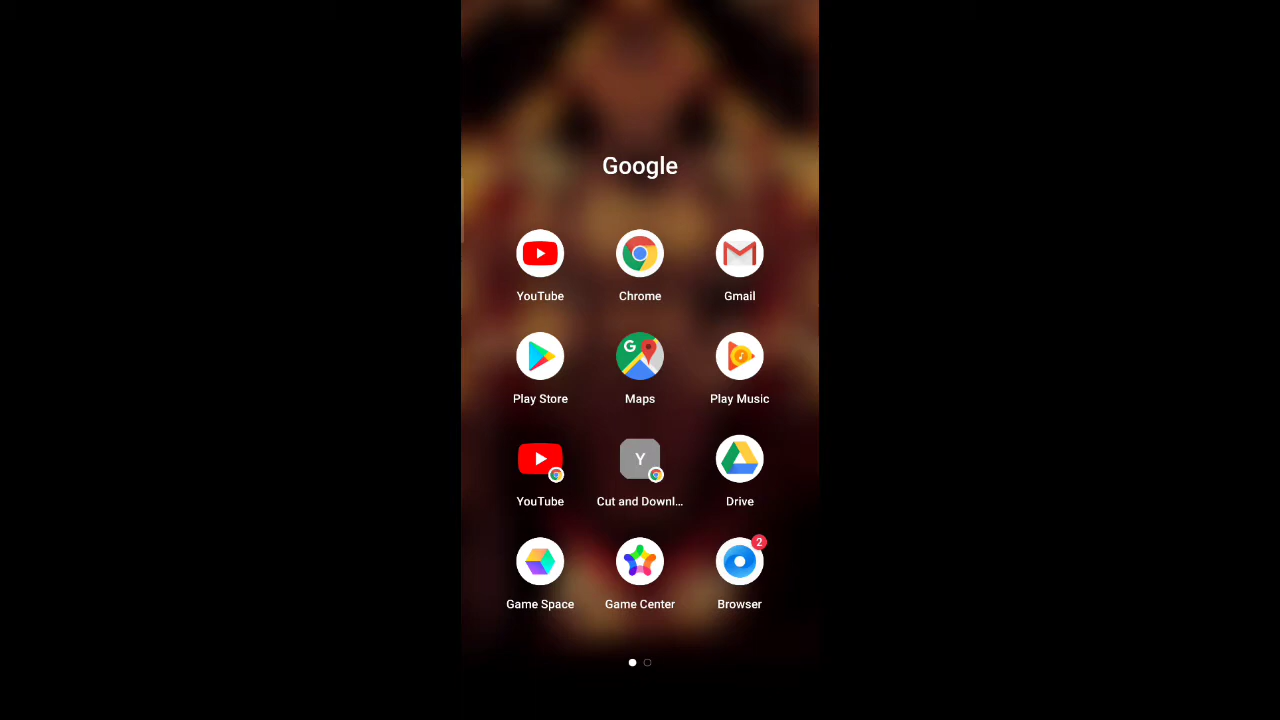 Google
YouTube
Chrome
Gmail
G
Play Store
Maps
Play Music
Y
YouTube
Cut and Downl...
Drive
2
Game Space
Game Center
Browser